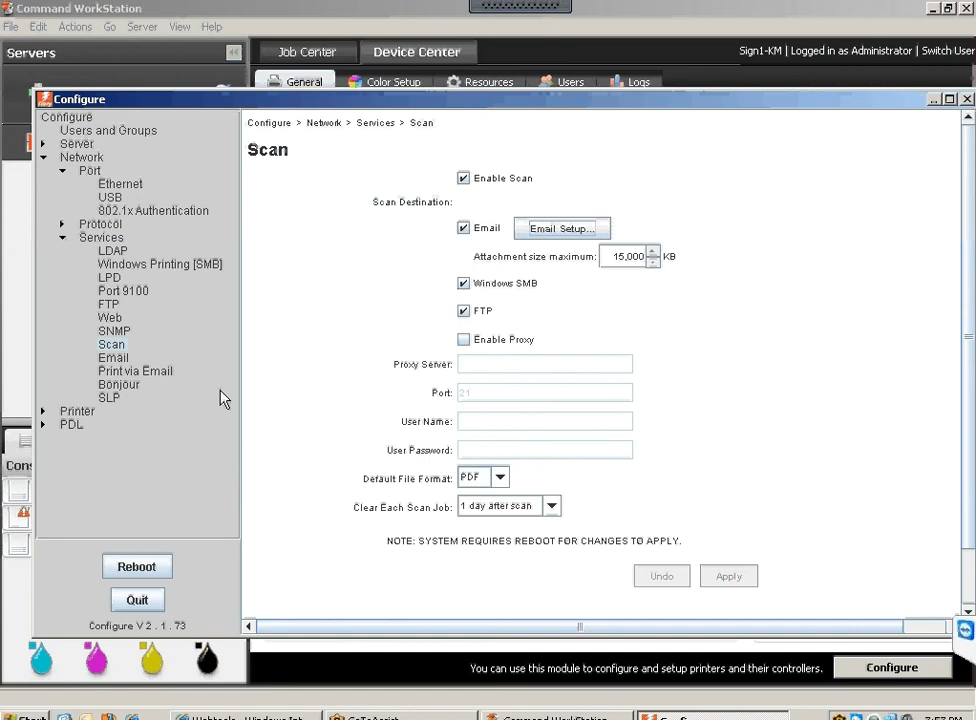 Command WorkStation
File Edit Actions Go Server View Help
Servers
Job Center Device Center
Sign1-KM | Logged in as Administrator | Switch User
General Color Setup Resources Users Logs
Configure
Configure
Users and Groups
Server
Network
Port
Ethernet
USB
802.1x Authentication
Protocol
Services
LDAP
Windows Printing [SMB]
LPD
Port 9100
FTP
Web
SNMP
Scan
Email
Print via Email
Bonjour
SLP
Printer
PDL
Reboot
Quit
Configure V 2 . 1 . 73
Configure > Network > Services > Scan
Scan
Enable Scan
Scan Destination:
Email Email Setup...
Attachment size maximum: 15,000 KB
Windows SMB
FTP
Enable Proxy
Proxy Server:
Port: 21
User Name:
User Password:
Default File Format: PDF
Clear Each Scan Job: 1 day after scan
NOTE: SYSTEM REQUIRES REBOOT FOR CHANGES TO APPLY.
Undo Apply
Cons
You can use this module to configure and setup printers and their controllers. Configure
Start Webtools - Windows Int... GoToAssist Command WorkStation